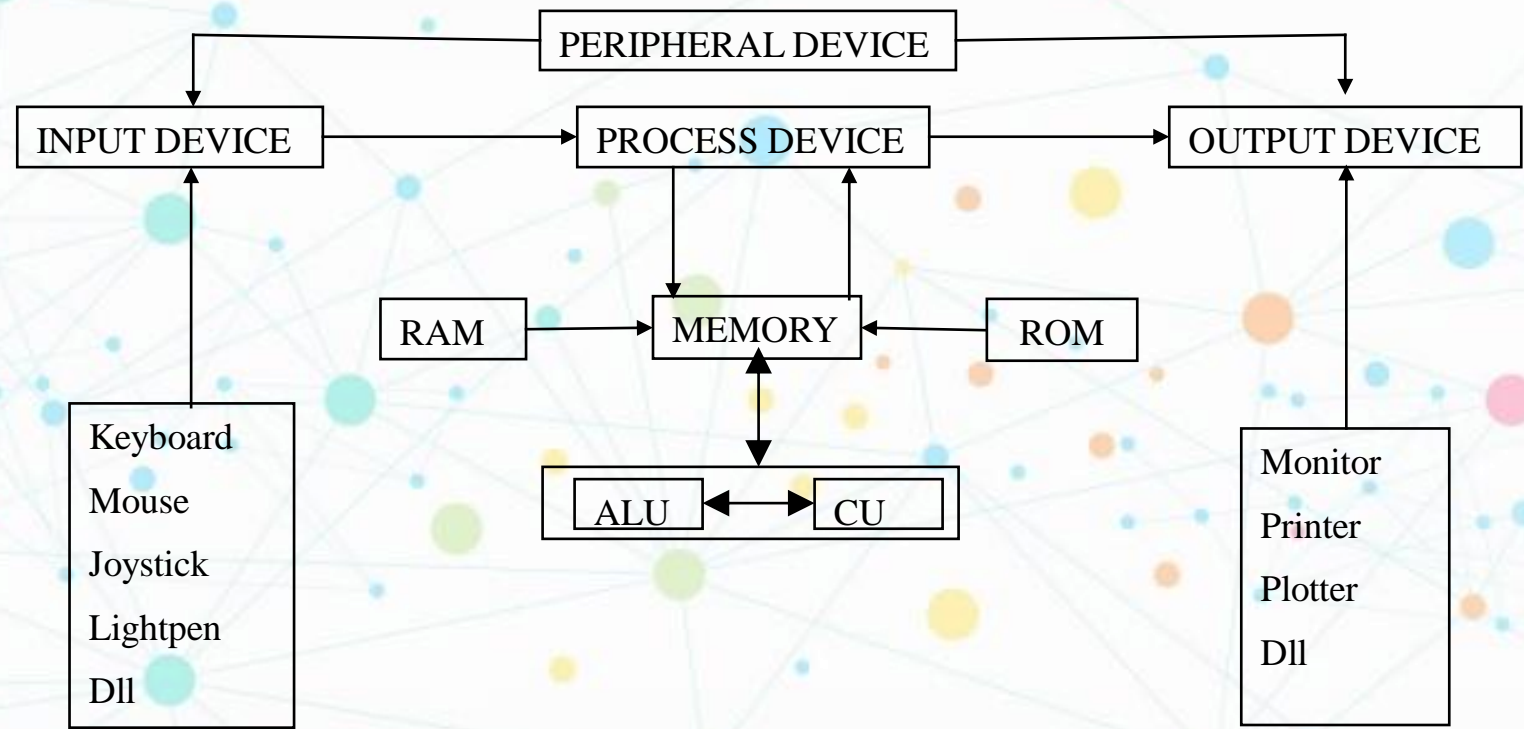 PERIPHERAL DEVICE
INPUT DEVICE
PROCESS DEVICE
OUTPUT DEVICE
RAM
MEMORY
ROM
ALU
CU
Keyboard
Mouse
Joystick
Lightpen
Dll
Monitor
Printer
Plotter
Dll